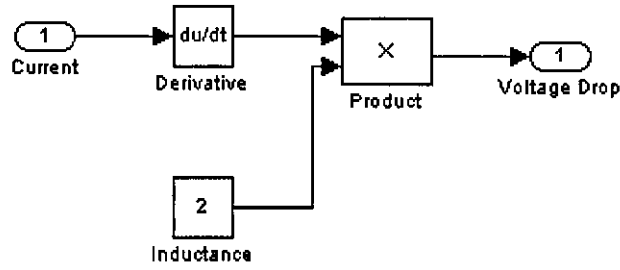 1
Current
du/dt
Derivative
×
Product
1
Voltage Drop
2
Inductance